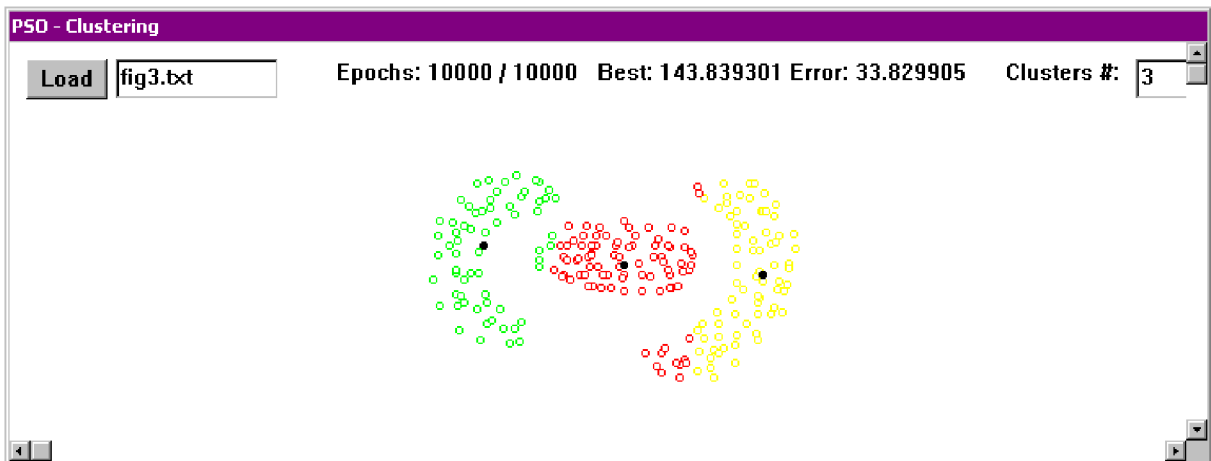 PSO - Clustering
Load fig3.txt Epochs: 10000 / 10000 Best: 143.839301 Error: 33.829905 Clusters #: 3